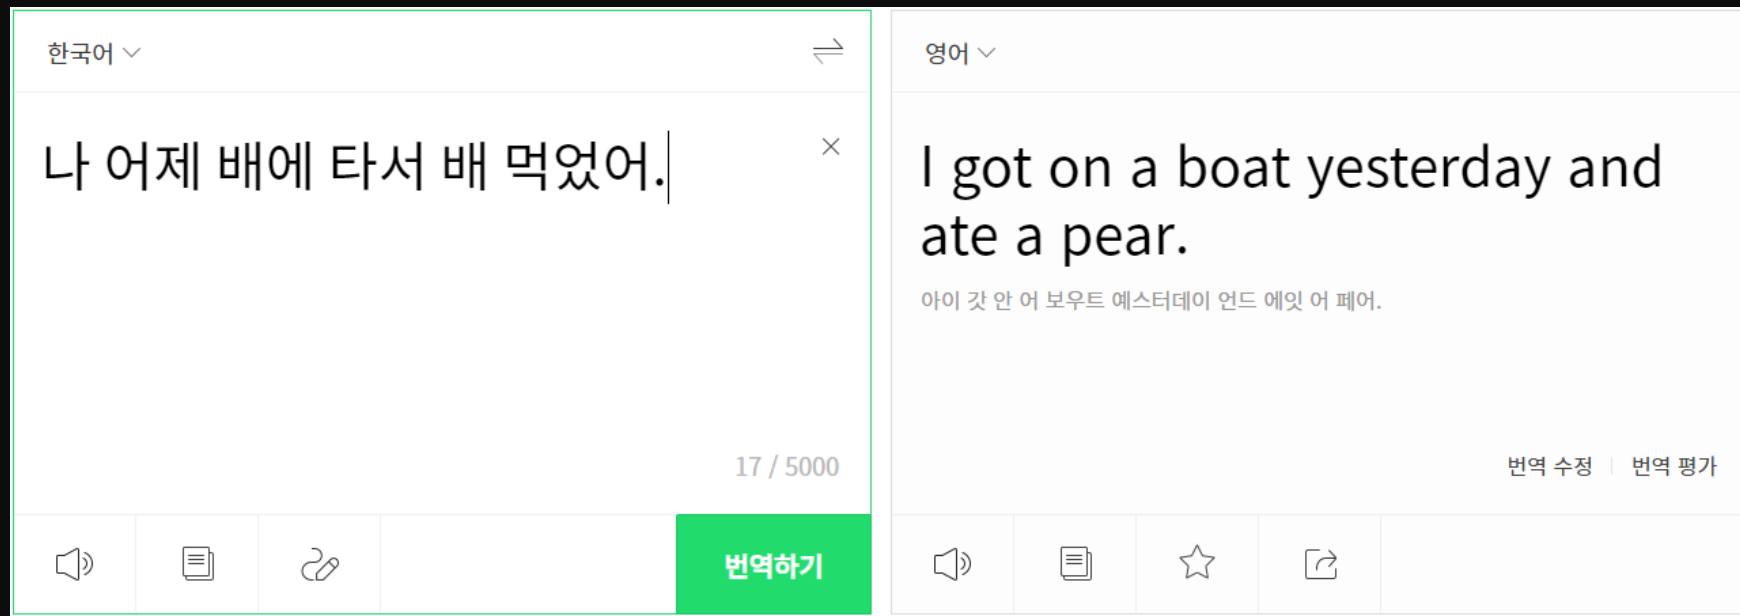 한국어
나 어제 배에 타서 배 먹었어.
17 / 5000
번역하기
영어
I got on a boat yesterday and
ate a pear.
아이 갓 안 어 보우트 예스터데이 언드 에잇 어 페어.
번역 수정 번역 평가